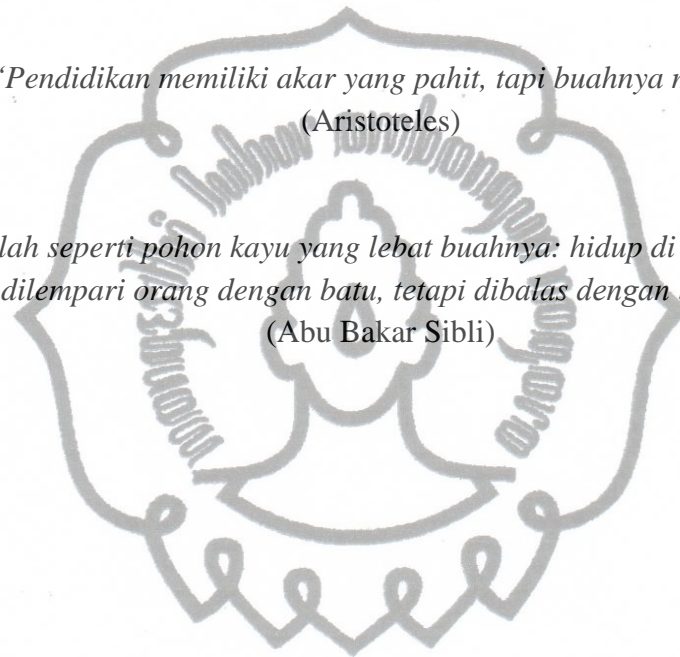 “Pendidikan memiliki akar yang pahit, tapi buahnya
(Aristoteles)
lah seperti pohon kayu yang lebat buahnya: hidup di
dilempari orang dengan batu, tetapi dibalas dengan
(Abu Bakar Sibli)